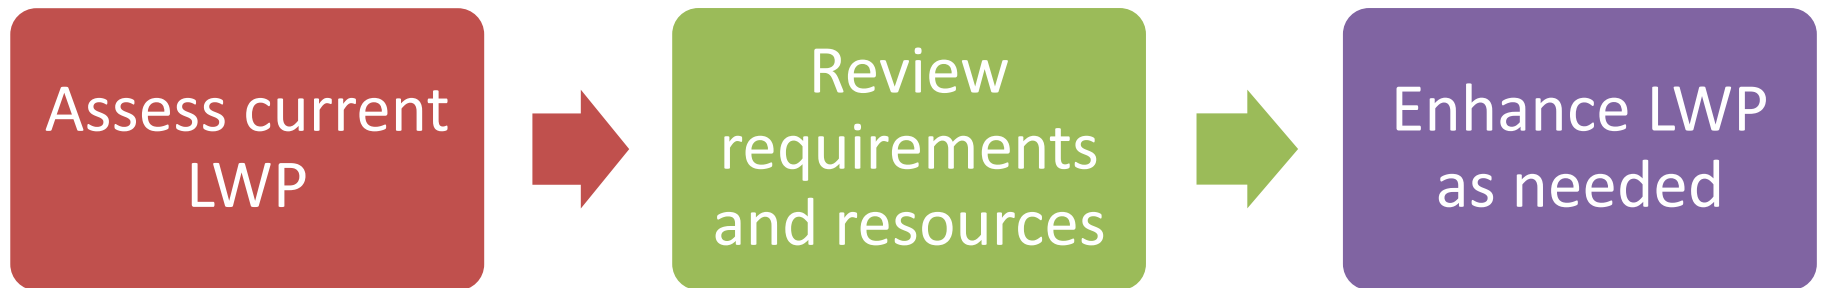 Assess current
LWP
Review
requirements
and resources
Enhance LWP
as needed